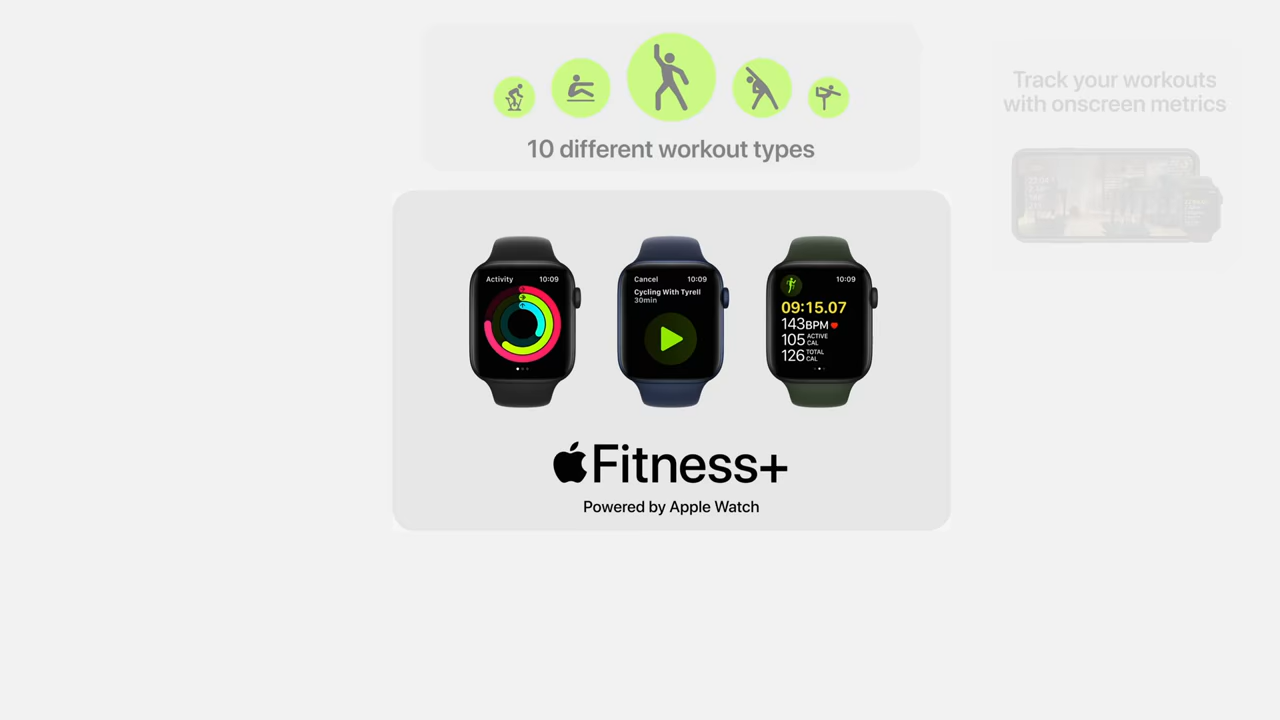 10 different workout types
Track your workouts
with onscreen metrics
Activity 10:09
Cancel 10:09
Cycling With Tyrell
30min
10:09
09:15.07
143BPM
105 ACTIVE CAL
126 TOTAL CAL
Fitness+
Powered by Apple Watch